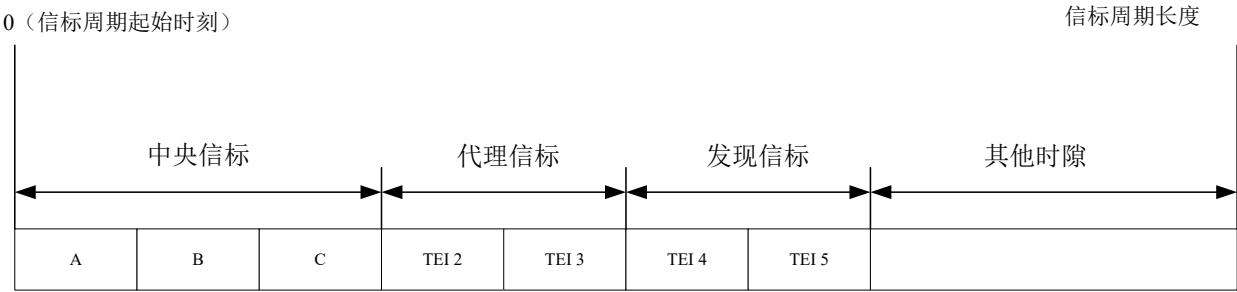 0（信标周期起始时刻）
信标周期长度
中央信标
代理信标
发现信标
其他时隙
A
B
C
TEI 2
TEI 3
TEI 4
TEI 5